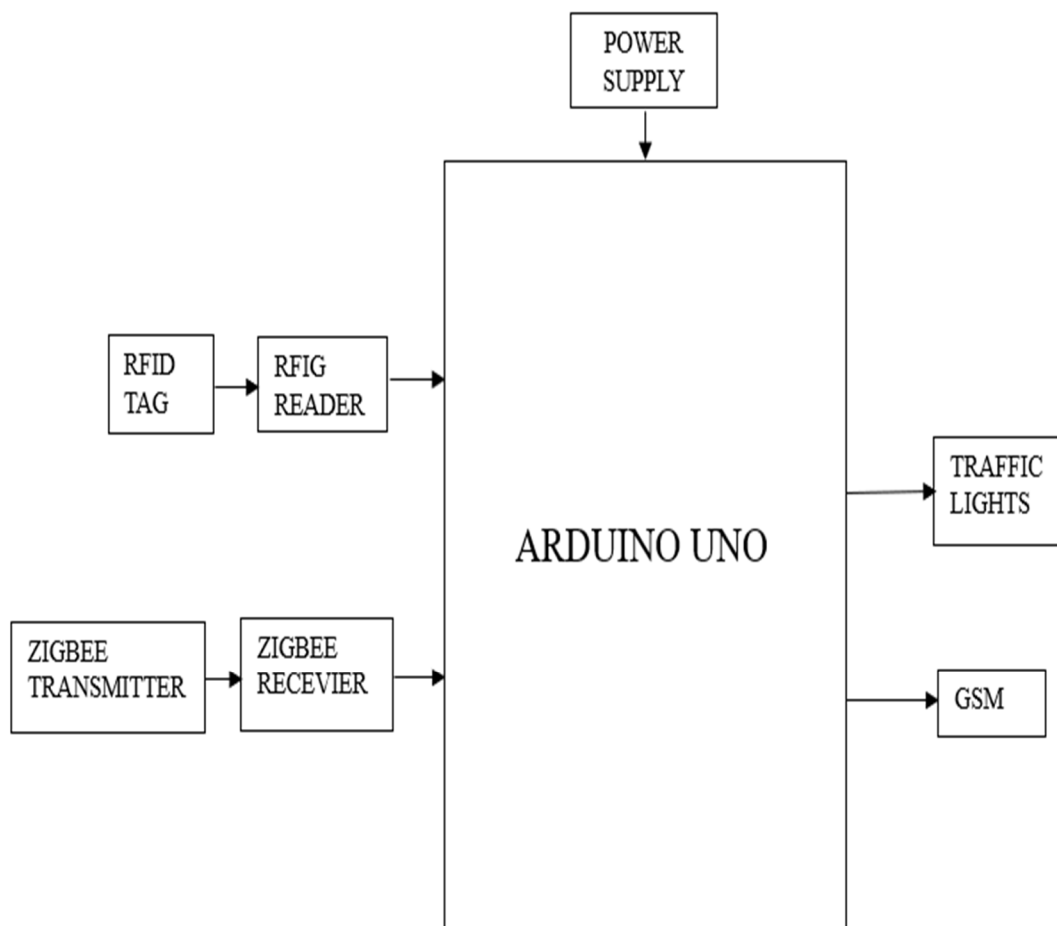 POWER
SUPPLY
RFID
TAG
RFIG
READER
TRAFFIC
LIGHTS
ARDUINO UNO
ZIGBEE
TRANSMITTER
ZIGBEE
RECEVIER
GSM